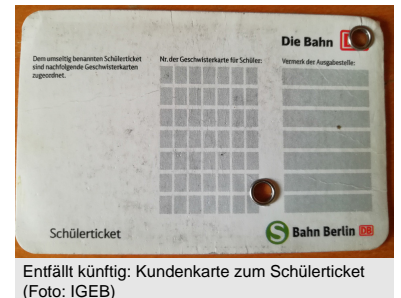 Die Bahn DB
Dem umseitig benannten Schülerticket
sind nachfolgende Geschwisterkarten
zugeordnet.
Nr. der Geschwisterkarte für Schüler:
Vermerk der Ausgabestelle:
Schülerticket
S Bahn Berlin DB
Entfällt künftig: Kundenkarte zum Schülerticket
(Foto: IGEB)